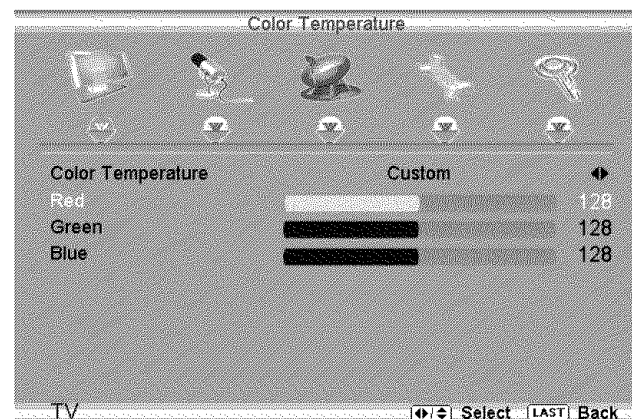 Color Temperature
Color Temperature Custom
Red 128
Green 128
Blue 128
TV Select LAST Back